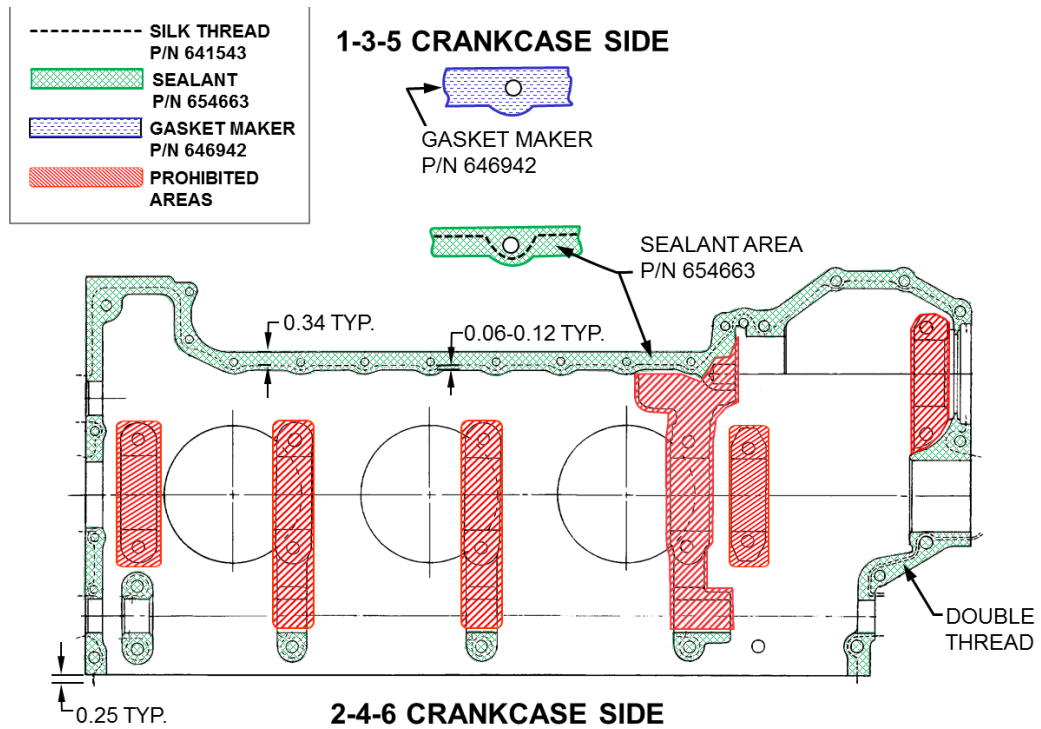 SILK THREAD
P/N 641543
SEALANT
P/N 654663
GASKET MAKER
P/N 646942
PROHIBITED
AREAS
1-3-5 CRANKCASE SIDE
GASKET MAKER
P/N 646942
SEALANT AREA
P/N 654663
0.34 TYP.
0.06-0.12 TYP.
DOUBLE
THREAD
0.25 TYP.
2-4-6 CRANKCASE SIDE